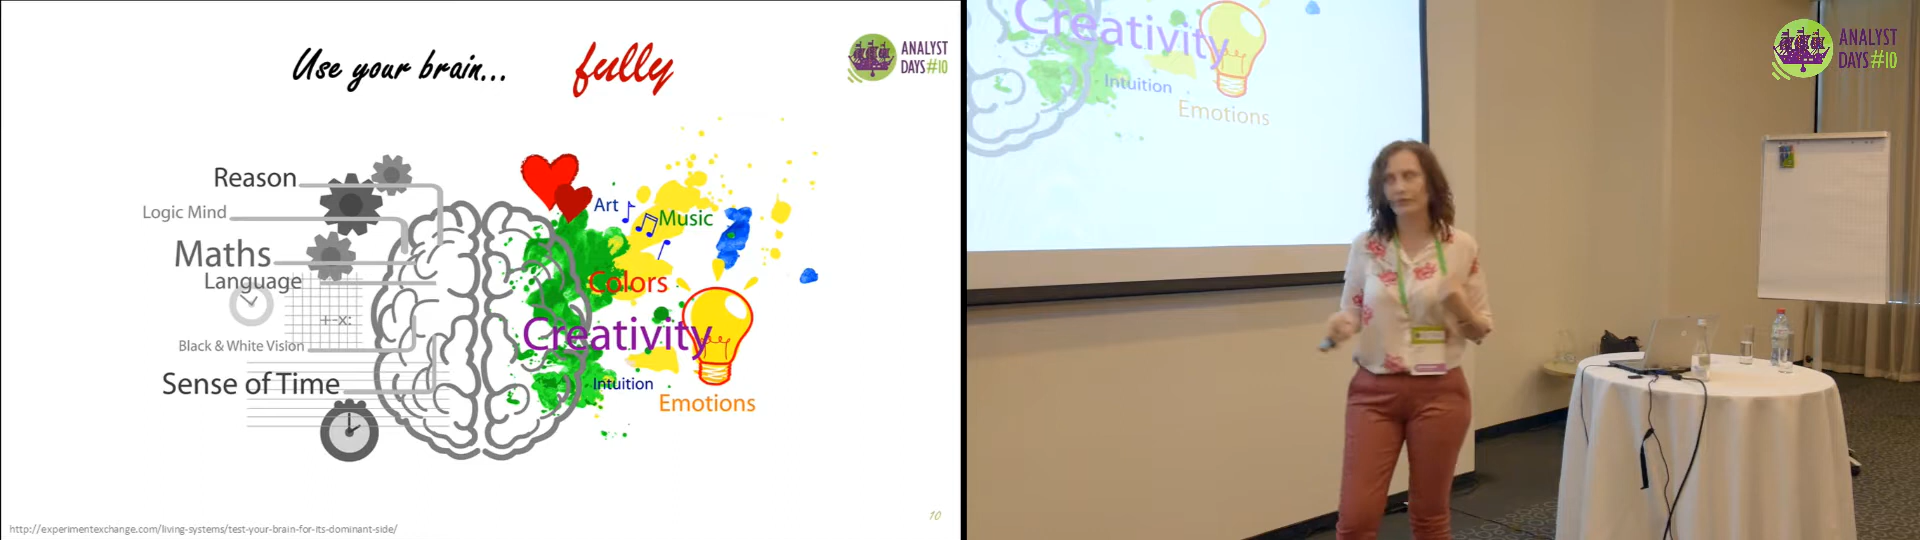 Use your brain... fully
ANALYST
DAYS#10
Reason
Logic Mind
Maths
Language
+-x:
Black & White Vision
Sense of Time
Art
Music
Colors
Creativity
Intuition
Emotions
10
http://experimentexchange.com/living-systems/test-your-brain-for-its-dominant-side/
Creativity
Intuition
Emotions
ANALYST
DAYS#10